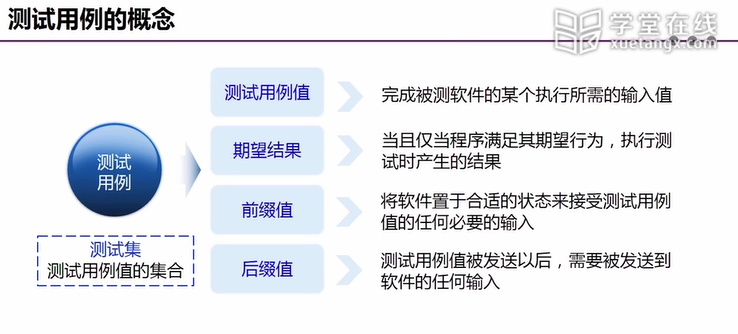 测试用例的概念
学堂在线
xuetangx.com
测试用例值
完成被测软件的某个执行所需的输入值
期望结果
当且仅当程序满足其期望行为，执行测
试时产生的结果
测试
用例
前缀值
将软件置于合适的状态来接受测试用例
值的任何必要的输入
测试集
测试用例值的集合
后缀值
测试用例值被发送以后，需要被发送到
软件的任何输入